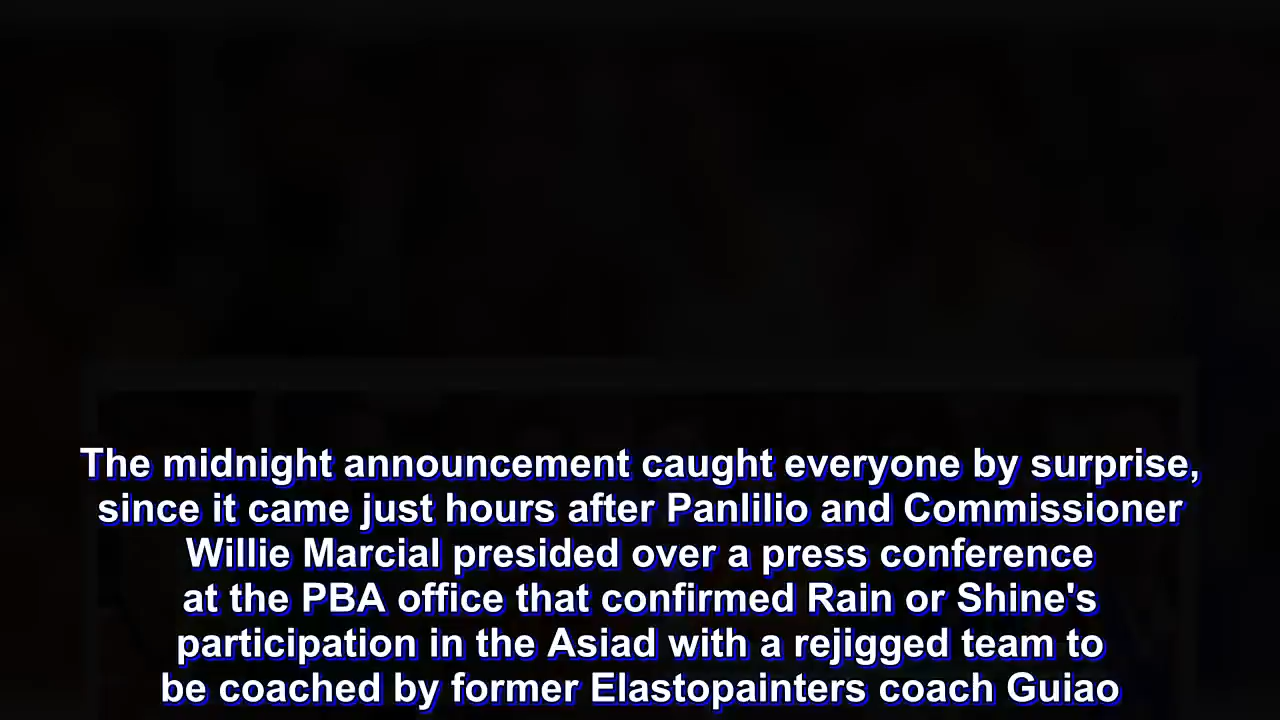 The midnight announcement caught everyone by surprise,
since it came just hours after Panlilio and Commissioner
Willie Marcial presided over a press conference
at the PBA office that confirmed Rain or Shine's
participation in the Asiad with a rejigged team to
be coached by former Elastopainters coach Guiao